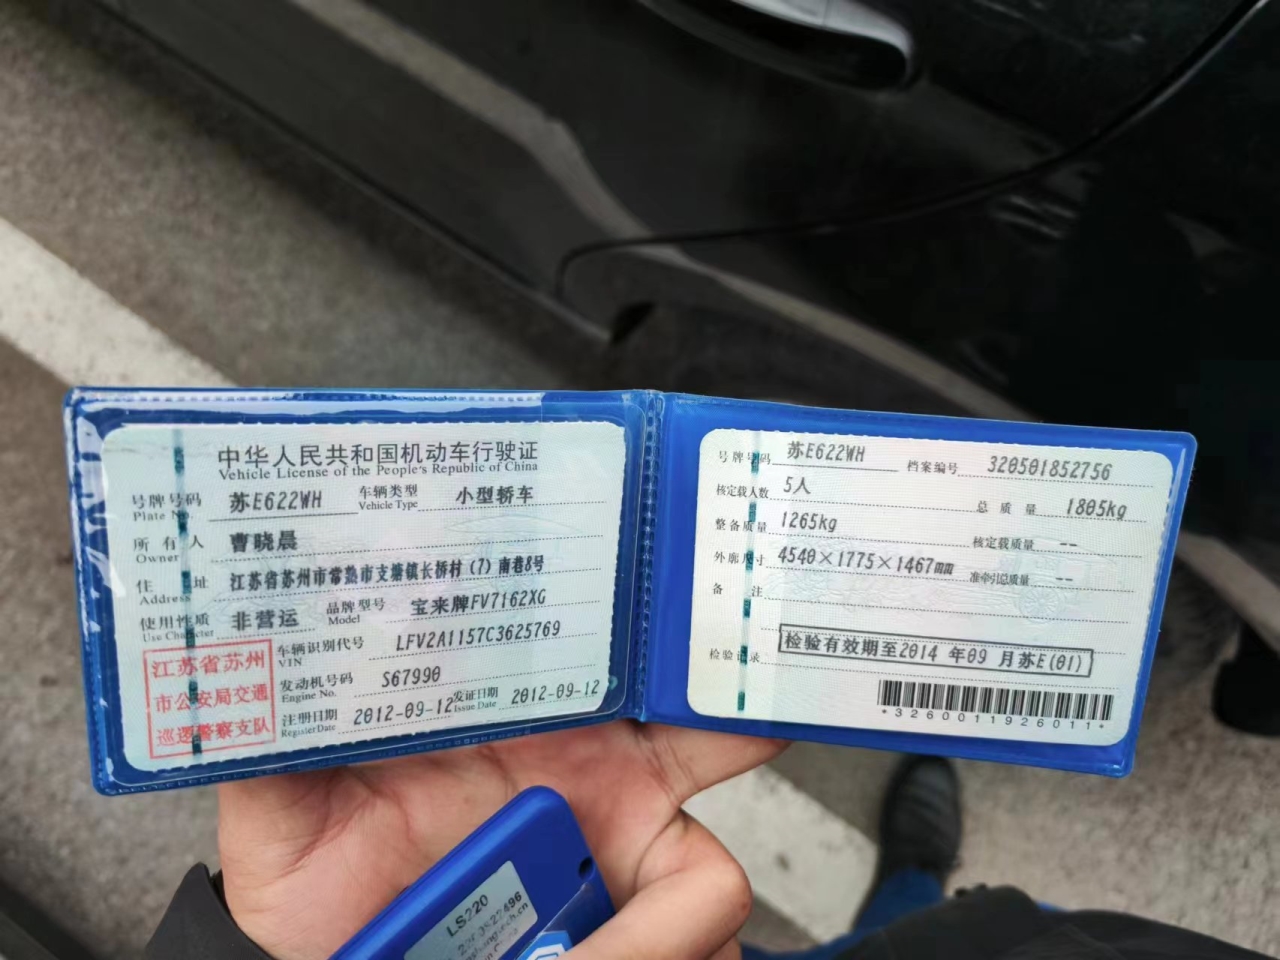 中华人民共和国机动车行驶证
Vehicle License of the People's Republic of China
号牌号码 苏E622WH 车辆类型 小型轿车
Plate No. Vehicle Type
所有人 曹晓晨
Owner
住址 江苏省苏州市常熟市支塘镇长桥村(7)南巷8号
Address
使用性质 非营运 品牌型号 宝来牌FV7162XG
Use Character Model
车辆识别代号 LFV2A1157C3625769
VIN
发动机号码 S67990
Engine No.
注册日期 2012-09-12 发证日期 2012-09-12
Register Date Issue Date
江苏省苏州
市公安局交通
巡逻警察支队
号牌号码 苏E622WH 档案编号 320501852756
核定载人数 5人 总质量 1805kg
整备质量 1265kg 核定载质量 --
外廓尺寸 4540×1775×1467mm 准牵引总质量 --
备注
检验记录 检验有效期至2014年09月苏E(01)
*3260011926011*
LS220